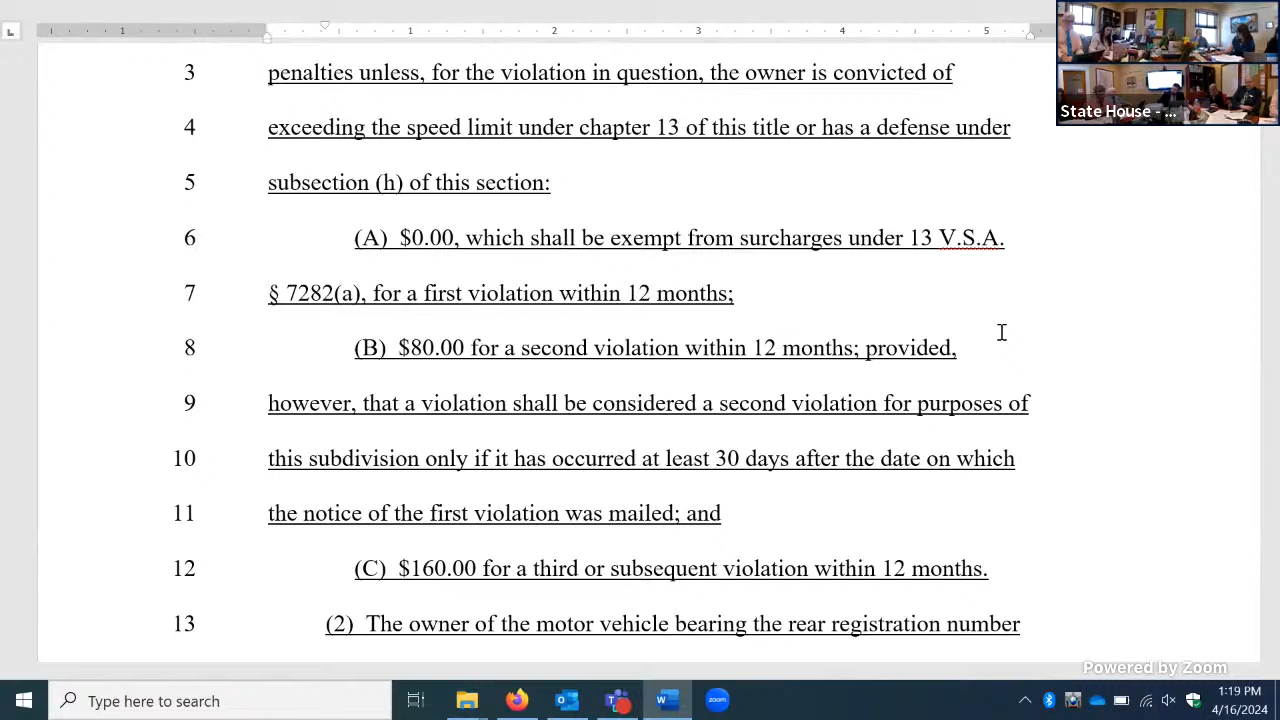 1 1 2 3 4 5
3 penalties unless, for the violation in question, the owner is convicted of
4 exceeding the speed limit under chapter 13 of this title or has a defense under
5 subsection (h) of this section:
6 (A) $0.00, which shall be exempt from surcharges under 13 V.S.A.
7 § 7282(a), for a first violation within 12 months;
8 (B) $80.00 for a second violation within 12 months; provided,
9 however, that a violation shall be considered a second violation for purposes of
10 this subdivision only if it has occurred at least 30 days after the date on which
11 the notice of the first violation was mailed; and
12 (C) $160.00 for a third or subsequent violation within 12 months.
13 (2) The owner of the motor vehicle bearing the rear registration number
State House - ...
Powered by Zoom
Type here to search
zoom
1:19 PM
4/16/2024